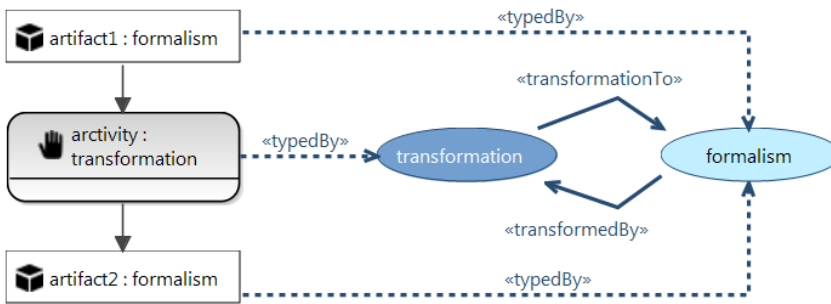 «typedBy»
artifact1 : formalism
«transformationTo»
arctivity :
transformation
«typedBy»
transformation
formalism
«transformedBy»
artifact2 : formalism
«typedBy»